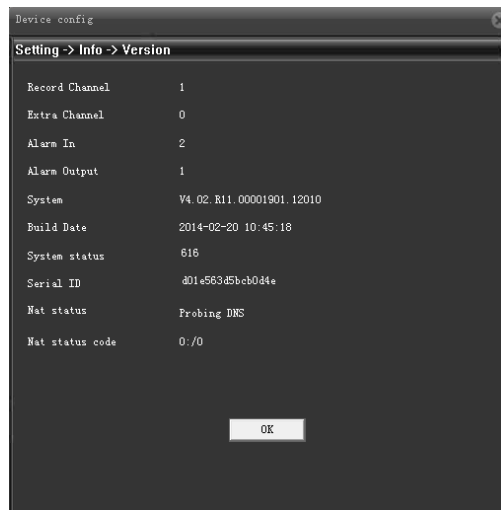 Device config
Setting -> Info -> Version
Record Channel 1
Extra Channel 0
Alarm In 2
Alarm Output 1
System V4.02.R11.00001901.12010
Build Date 2014-02-20 10:45:18
System status 616
Serial ID d01e563d5bcb0d4e
Nat status Probing DNS
Nat status code 0:/0
OK